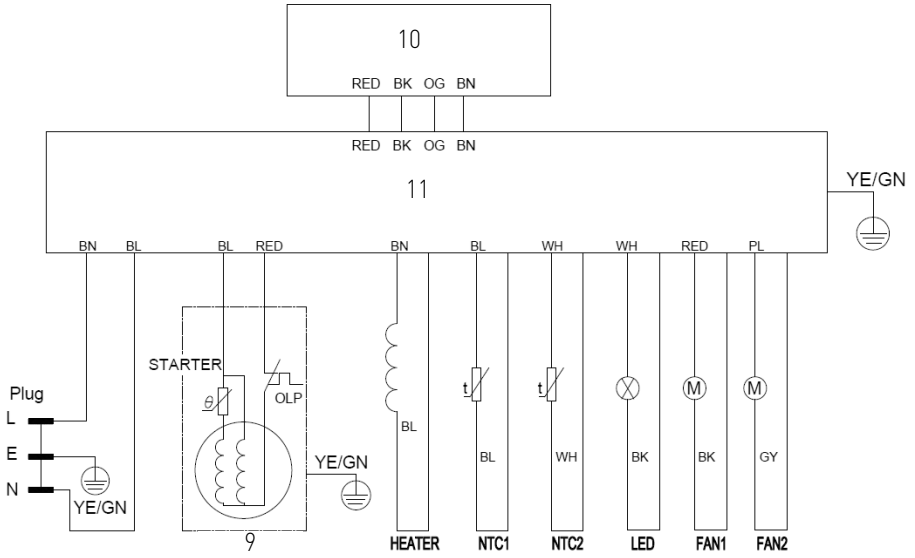 10
RED BK OG BN
RED BK OG BN
11
YE/GN
BN BL BL RED BN BL WH WH RED PL
STARTER
θ
OLP
t
t
M
M
Plug
L
E
N
YE/GN
YE/GN
BL
BL
WH
BK
BK
GY
9
HEATER NTC1 NTC2 LED FAN1 FAN2